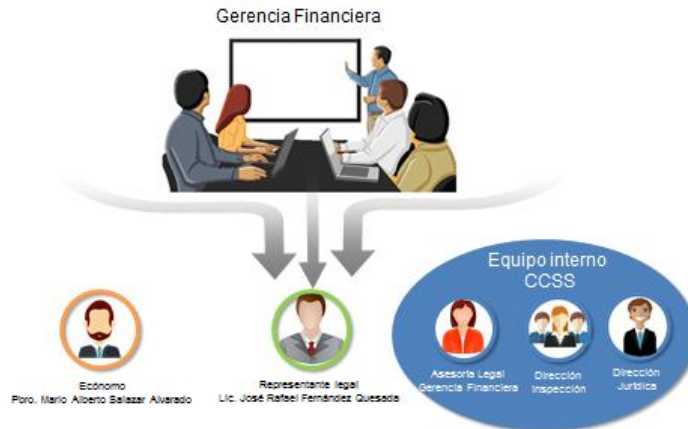 Gerencia Financiera
Equipo interno
CCSS
Ecónomo
Pbro. Mario Alberto Salazar Alvarado
Representante legal
Lic. José Rafael Fernández Quesada
Asesoría Legal
Gerencia Financiera
Dirección
Inspección
Dirección
Jurídica